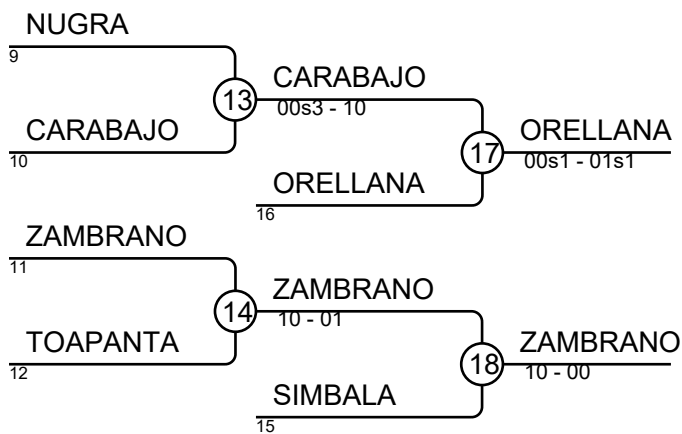 NUGRA
9
13
CARABAJO
00s3 - 10
CARABAJO
10
17
ORELLANA
00s1 - 01s1
ORELLANA
16
ZAMBRANO
11
14
ZAMBRANO
10 - 01
TOAPANTA
12
18
ZAMBRANO
10 - 00
SIMBALA
15